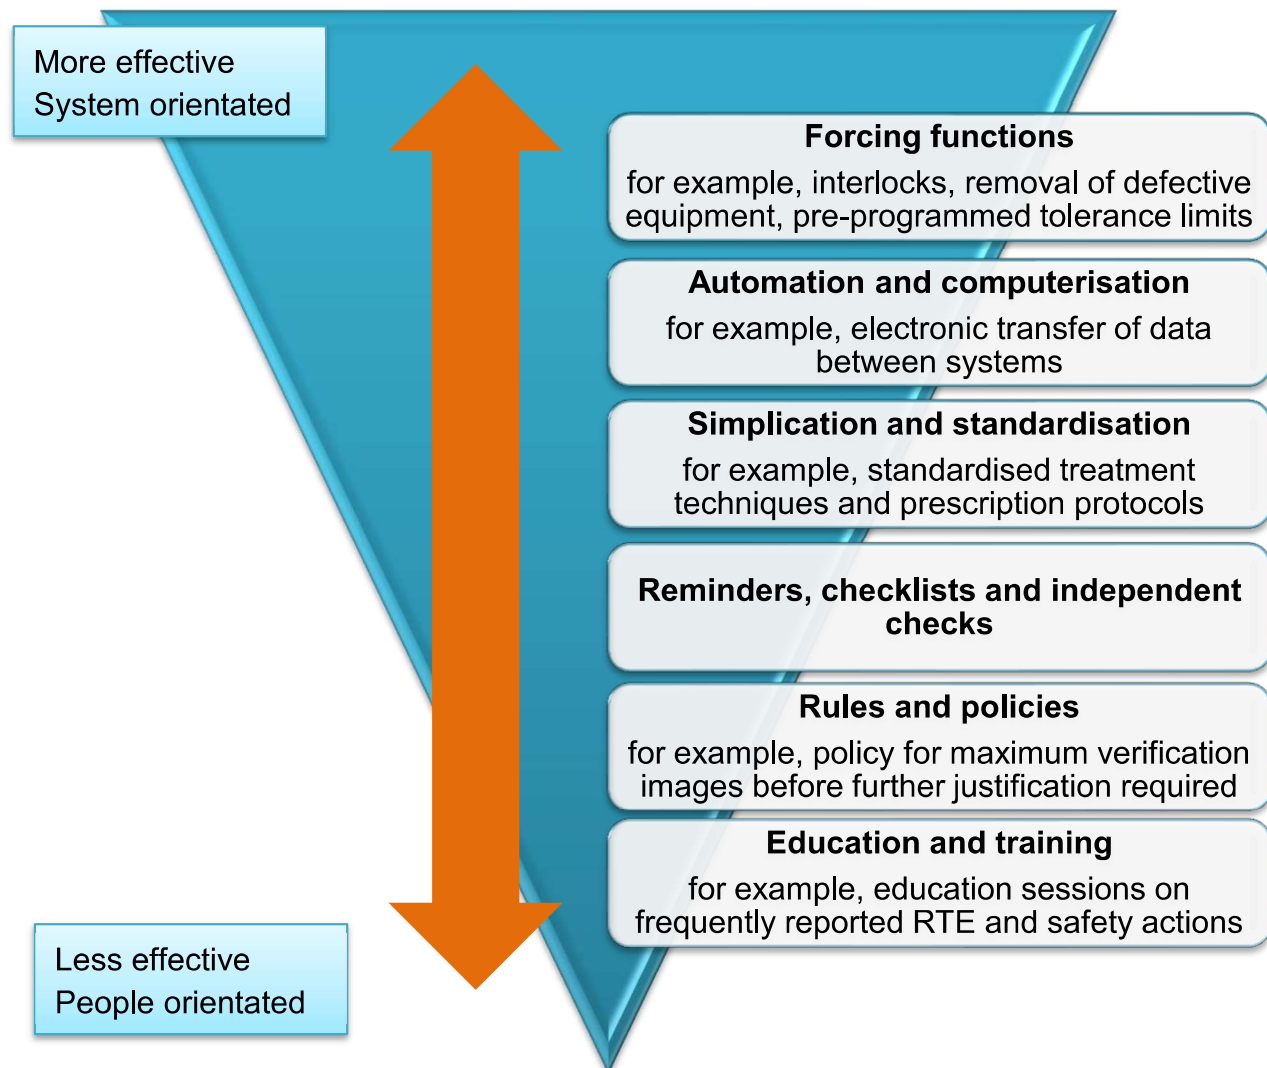 More effective
System orientated
Forcing functions
for example, interlocks, removal of defective
equipment, pre-programmed tolerance limits
Automation and computerisation
for example, electronic transfer of data
between systems
Simplication and standardisation
for example, standardised treatment
techniques and prescription protocols
Reminders, checklists and independent
checks
Rules and policies
for example, policy for maximum verification
images before further justification required
Education and training
for example, education sessions on
frequently reported RTE and safety actions
Less effective
People orientated